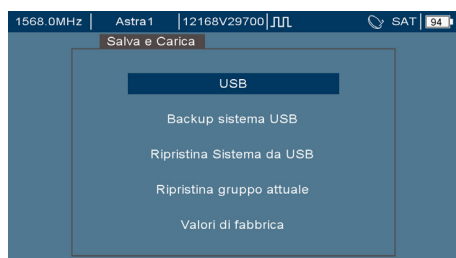 1568.0MHz Astra1 12168V29700 SAT 94
Salva e Carica
USB
Backup sistema USB
Ripristina Sistema da USB
Ripristina gruppo attuale
Valori di fabbrica